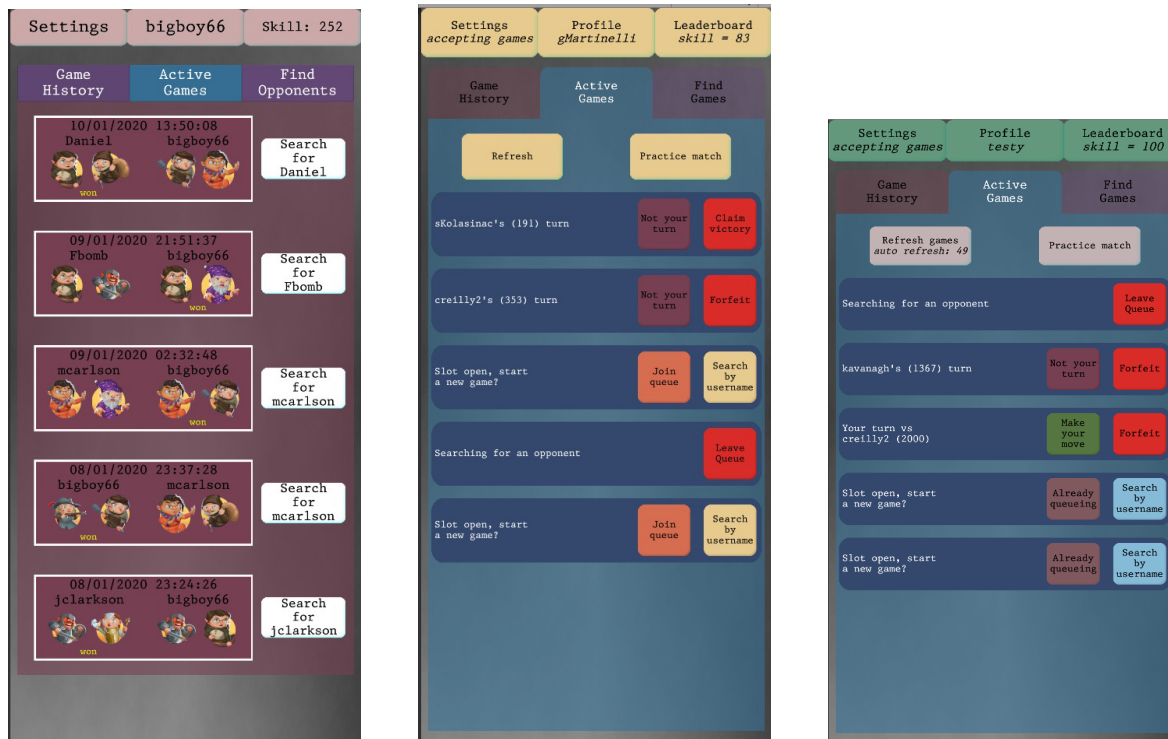 Settings
bigboy66
Skill: 252
Game
History
Active
Games
Find
Opponents
10/01/2020 13:50:08
Daniel
bigboy66
won
Search
for
Daniel
09/01/2020 21:51:37
Fbomb
bigboy66
won
Search
for
Fbomb
09/01/2020 02:32:48
mcarlson
bigboy66
won
Search
for
mcarlson
08/01/2020 23:37:28
bigboy66
mcarlson
won
Search
for
mcarlson
08/01/2020 23:24:26
jclarkson
bigboy66
won
Search
for
jclarkson
Settings
accepting games
Profile
gMartinelli
Leaderboard
skill = 83
Game
History
Active
Games
Find
Games
Refresh
Practice match
sKolasinac's (191) turn
Not your
turn
Claim
victory
creilly2's (353) turn
Not your
turn
Forfeit
Slot open, start
a new game?
Join
queue
Search
by
username
Searching for an opponent
Leave
Queue
Slot open, start
a new game?
Join
queue
Search
by
username
Settings
accepting games
Profile
testy
Leaderboard
skill = 100
Game
History
Active
Games
Find
Games
Refresh games
auto refresh: 49
Practice match
Searching for an opponent
Leave
Queue
kavanagh's (1367) turn
Not your
turn
Forfeit
Your turn vs
creilly2 (2000)
Make
your
move
Forfeit
Slot open, start
a new game?
Already
queueing
Search
by
username
Slot open, start
a new game?
Already
queueing
Search
by
username